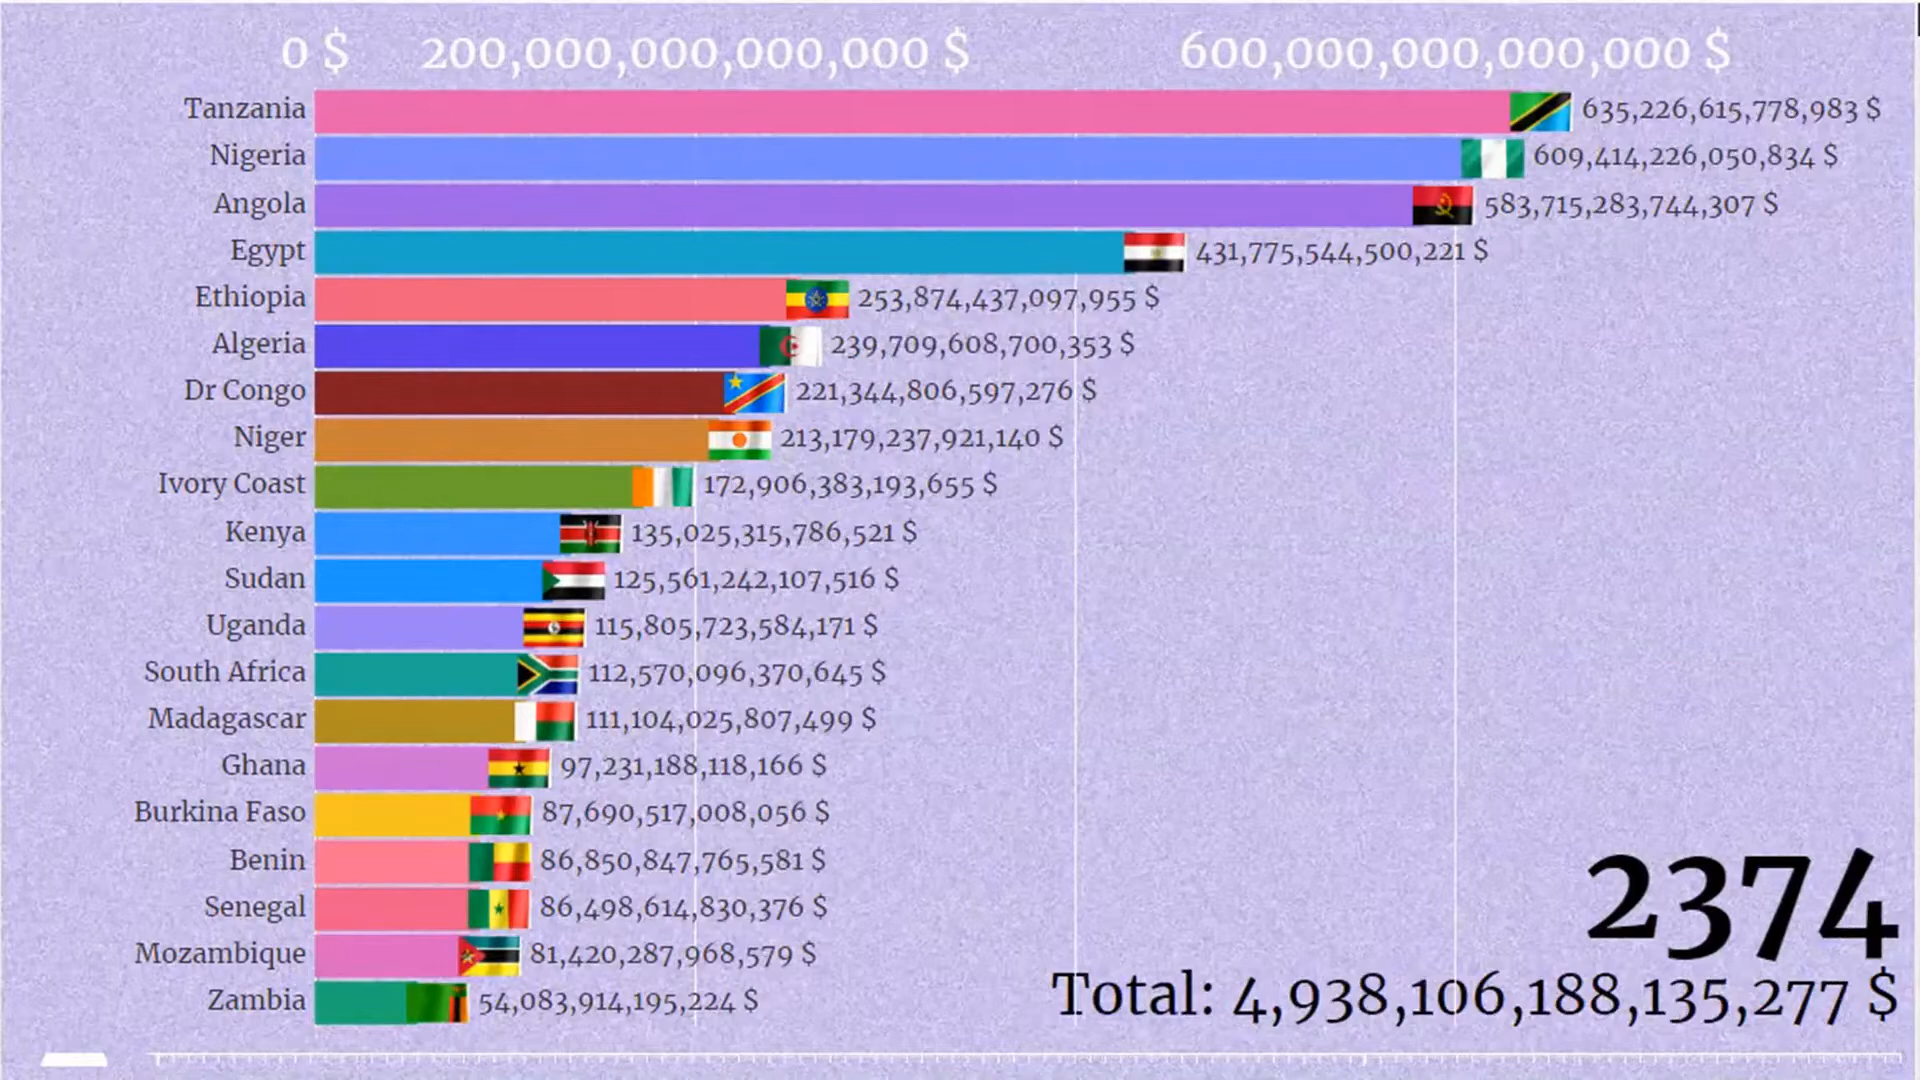 0 $ 200,000,000,000,000 $ 600,000,000,000,000 $
Tanzania 635,226,615,778,983 $
Nigeria 609,414,226,050,834 $
Angola 583,715,283,744,307 $
Egypt 431,775,544,500,221 $
Ethiopia 253,874,437,097,955 $
Algeria 239,709,608,700,353 $
Dr Congo 221,344,806,597,276 $
Niger 213,179,237,921,140 $
Ivory Coast 172,906,383,193,655 $
Kenya 135,025,315,786,521 $
Sudan 125,561,242,107,516 $
Uganda 115,805,723,584,171 $
South Africa 112,570,096,370,645 $
Madagascar 111,104,025,807,499 $
Ghana 97,231,188,118,166 $
Burkina Faso 87,690,517,008,056 $
Benin 86,850,847,765,581 $
Senegal 86,498,614,830,376 $
Mozambique 81,420,287,968,579 $
Zambia 54,083,914,195,224 $
2374
Total: 4,938,106,188,135,277 $